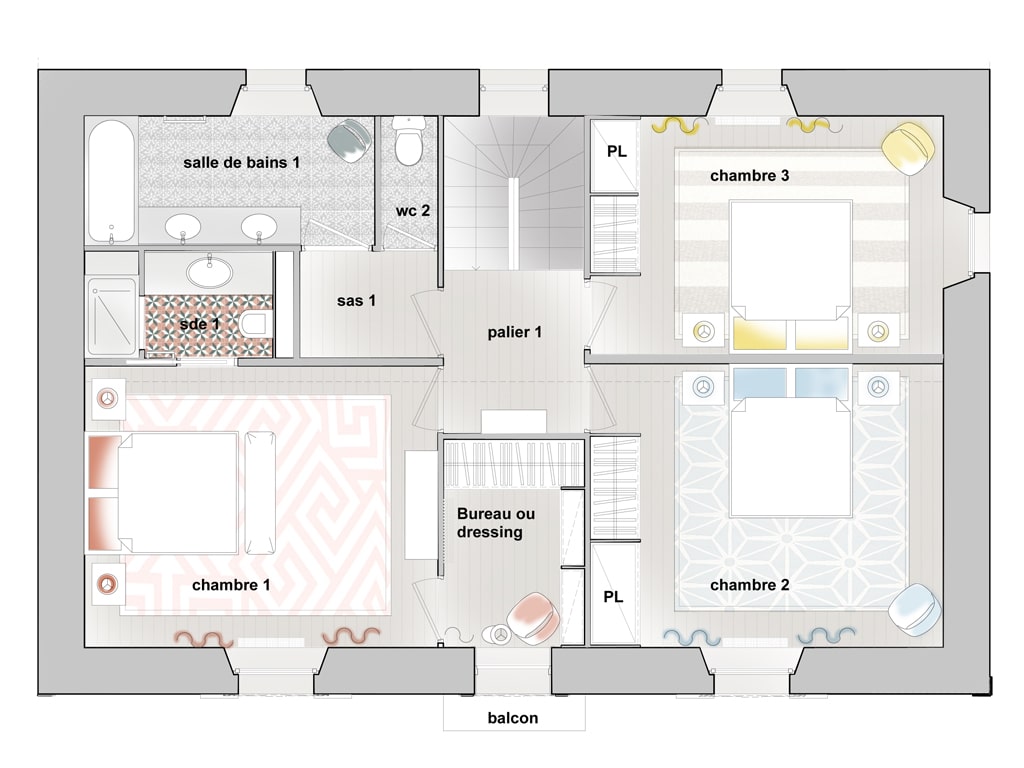 PL
salle de bains 1
chambre 3
wc 2
sas 1
sde 1
palier 1
Bureau ou
dressing
chambre 1
chambre 2
PL
balcon